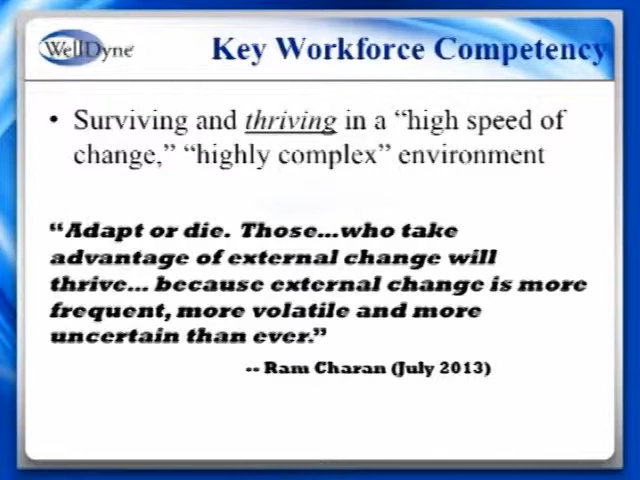 WellDyne
Key Workforce Competency
• Surviving and thriving in a “high speed of
change,” “highly complex” environment
“Adapt or die. Those...who take
advantage of external change will
thrive... because external change is more
frequent, more volatile and more
uncertain than ever.”
-- Ram Charan (July 2013)